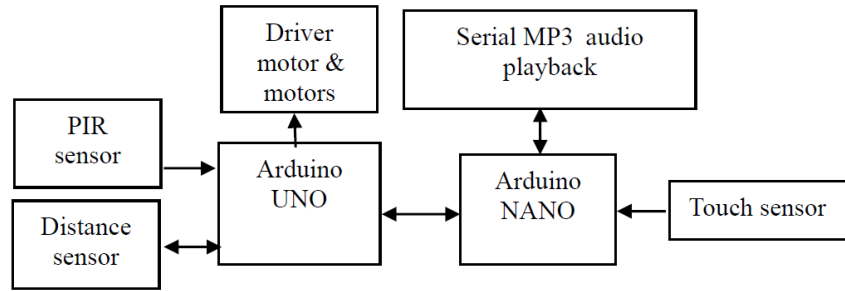 Driver
motor &
motors
Serial MP3 audio
playback
PIR
sensor
Arduino
UNO
Arduino
NANO
Touch sensor
Distance
sensor